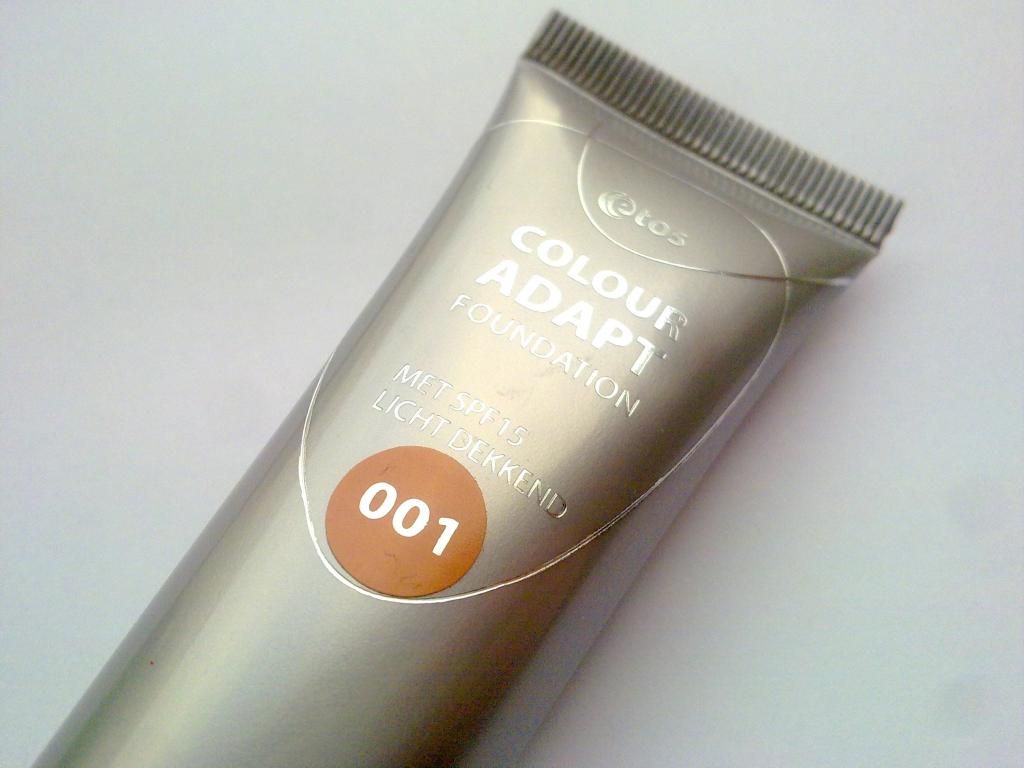 etos
COLOUR
ADAPT
FOUNDATION
MET SPF15
LICHT DEKKEND
001